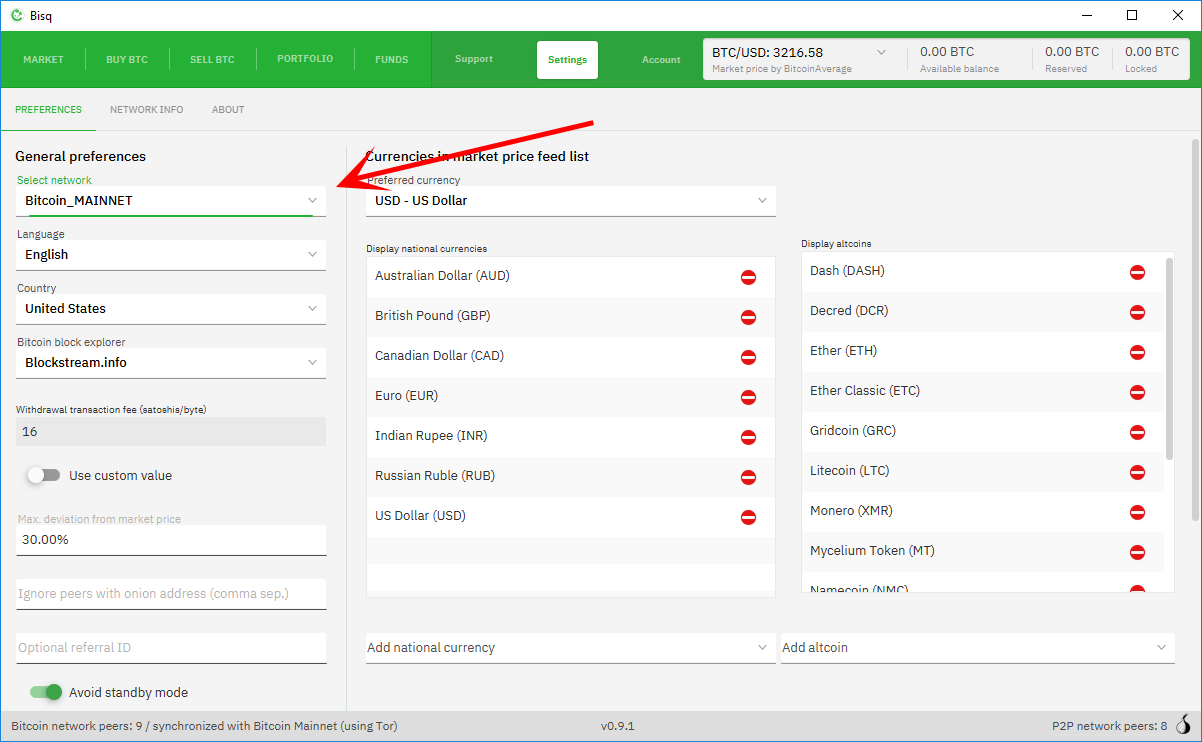 Bisq
MARKET
BUY BTC
SELL BTC
PORTFOLIO
FUNDS
Support
Settings
Account
BTC/USD: 3216.58
Market price by BitcoinAverage
0.00 BTC
Available balance
0.00 BTC
Reserved
0.00 BTC
Locked
PREFERENCES
NETWORK INFO
ABOUT
General preferences
Select network
Bitcoin_MAINNET
Language
English
Country
United States
Bitcoin block explorer
Blockstream.info
Withdrawal transaction fee (satoshis/byte)
16
Use custom value
Max. deviation from market price
30.00%
Ignore peers with onion address (comma sep.)
Optional referral ID
Avoid standby mode
Currencies in market price feed list
Preferred currency
USD - US Dollar
Display national currencies
Australian Dollar (AUD)
British Pound (GBP)
Canadian Dollar (CAD)
Euro (EUR)
Indian Rupee (INR)
Russian Ruble (RUB)
US Dollar (USD)
Add national currency
Display altcoins
Dash (DASH)
Decred (DCR)
Ether (ETH)
Ether Classic (ETC)
Gridcoin (GRC)
Litecoin (LTC)
Monero (XMR)
Mycelium Token (MT)
Namecoin (NMC)
Add altcoin
Bitcoin network peers: 9 / synchronized with Bitcoin Mainnet (using Tor)
v0.9.1
P2P network peers: 8